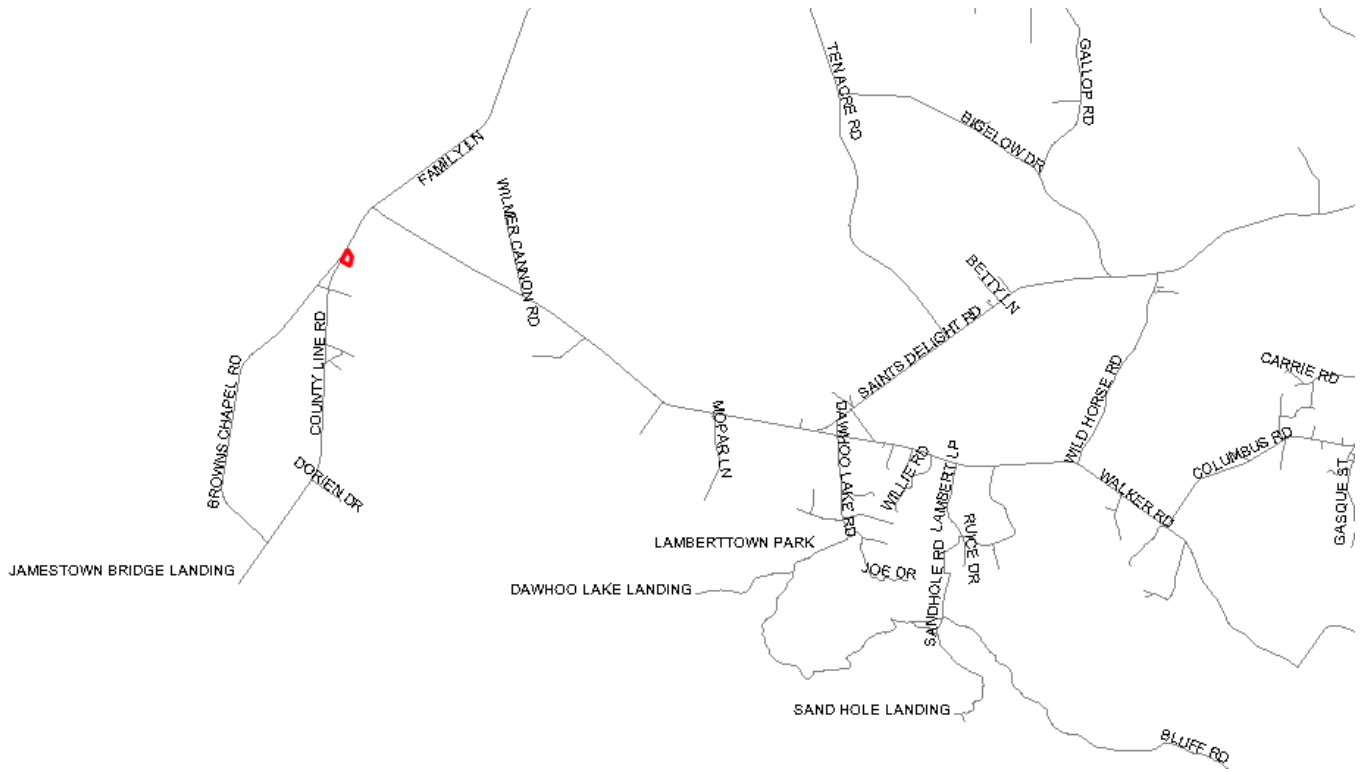 TEN ACRE RD
GALLOP RD
BIGELOW DR
FAMILY LN
WILMER CANNON RD
BETTY LN
SAINTS DELIGHT RD
COUNTY LINE RD
BROWNS CHAPEL RD
CARRIE RD
WILD HORSE RD
MOPAR LN
DAWHOO LAKE RD
WILLIE RD
LAMBERT LP
COLUMBUS RD
WALKER RD
GASQUE ST
DORIEN DR
RUICE DR
LAMBERTTOWN PARK
JAMESTOWN BRIDGE LANDING
JOE DR
DAWHOO LAKE LANDING
SANDHOLE RD
SAND HOLE LANDING
BLUFF RD